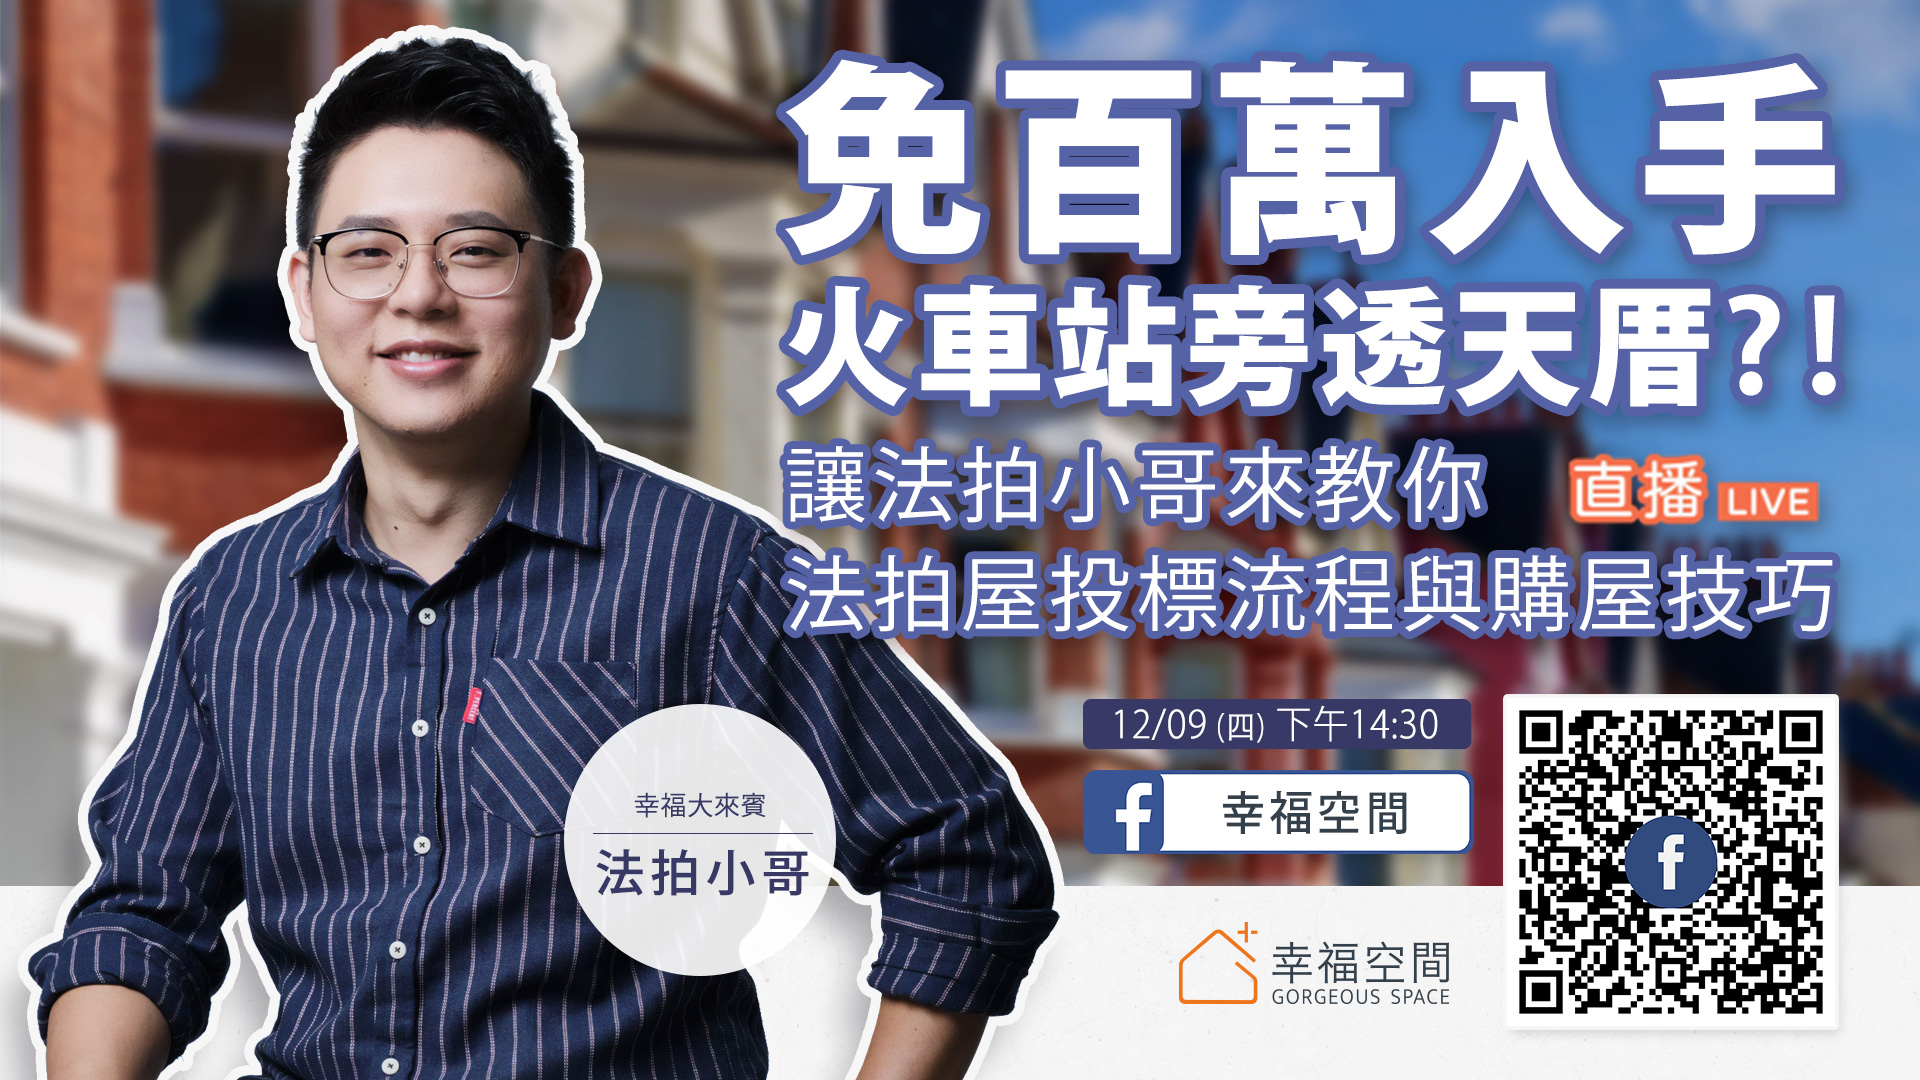 免百萬入手
火車站旁透天厝?!
讓法拍小哥來教你
直播 LIVE
法拍屋投標流程與購屋技巧
12/09 (四) 下午14:30
f 幸福空間
幸福大來賓
法拍小哥
f
幸福空間
GORGEOUS SPACE